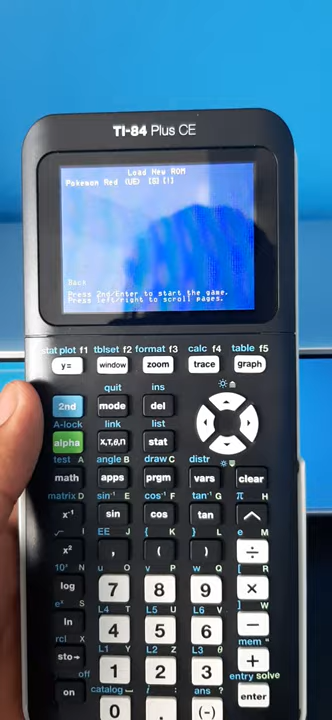 TI-84 Plus CE
Load New ROM
Pokemon Red (UE) [S][!]
Back
Press 2nd/Enter to start the game.
Press left/right to scroll pages.
stat plot f1 tblset f2 format f3 calc f4 table f5
y= window zoom trace graph
quit ins
2nd mode del
A-lock link list
alpha X,T,θ,n stat
test A angle B draw C distr
math apps prgm vars clear
matrix D sin⁻¹ E cos⁻¹ F tan⁻¹ G π H
x⁻¹ sin cos tan ^
√ I EE J { K } L e M
x² , ( ) ÷
10ˣ N u O v P w Q [ R
log 7 8 9 ×
eˣ S L4 T L5 U L6 V ] W
ln 4 5 6 −
rcl X L1 Y L2 Z L3 θ mem "
sto→ 1 2 3 +
off catalog ⎵ i : ans ? entry solve
on 0 . (-) enter